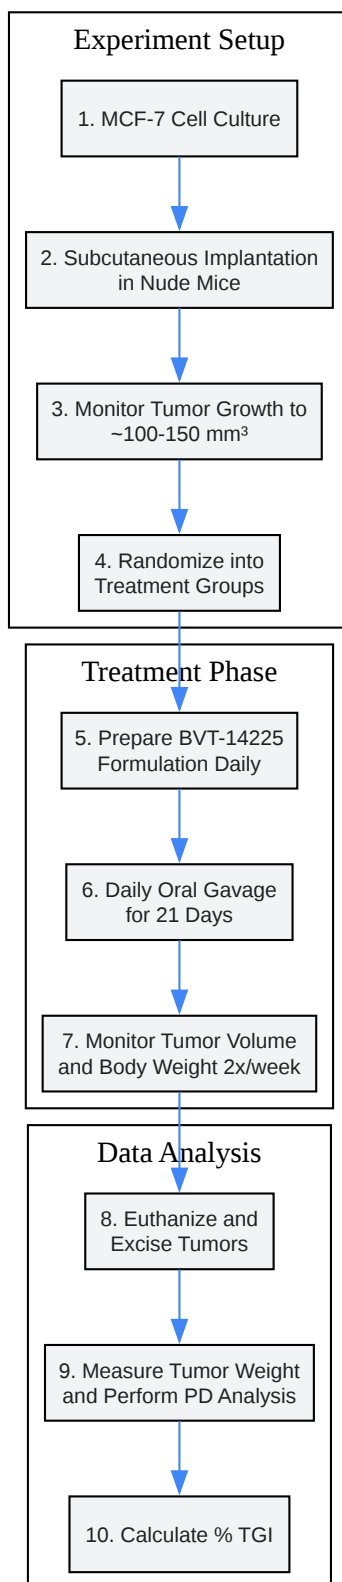 Experiment Setup
1. MCF-7 Cell Culture
2. Subcutaneous Implantation
in Nude Mice
3. Monitor Tumor Growth to
~100-150 mm³
4. Randomize into
Treatment Groups
Treatment Phase
5. Prepare BVT-14225
Formulation Daily
6. Daily Oral Gavage
for 21 Days
7. Monitor Tumor Volume
and Body Weight 2x/week
Data Analysis
8. Euthanize and
Excise Tumors
9. Measure Tumor Weight
and Perform PD Analysis
10. Calculate % TGI